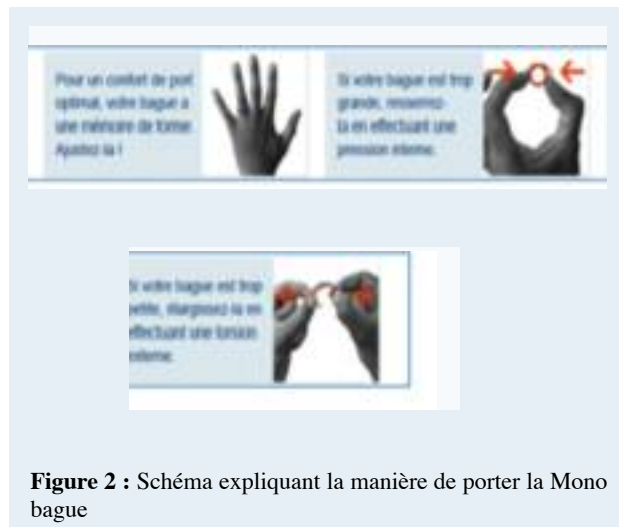 Pour un confort de port
optimal, votre bague a
une mémoire de forme.
Ajustez-la !
Si votre bague est trop
grande, resserrez-
la en effectuant une
pression interne.
Si votre bague est trop
petite, élargissez-la en
effectuant une torsion
externe.
Figure 2 : Schéma expliquant la manière de porter la Mono
bague